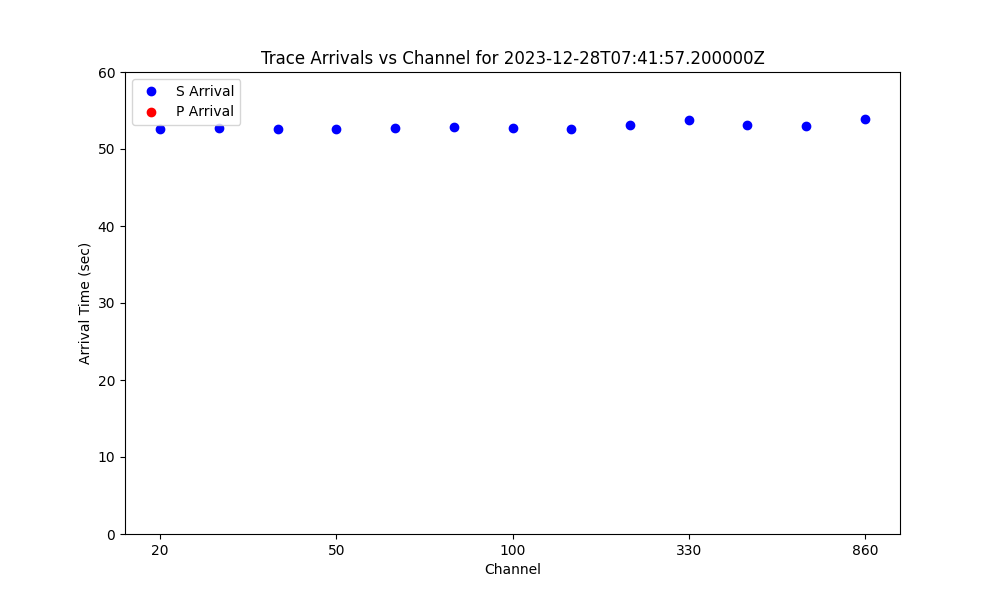 Trace Arrivals vs Channel for 2023-12-28T07:41:57.200000Z
S Arrival
P Arrival
60
50
40
30
20
10
0
Arrival Time (sec)
20 50 100 330 860
Channel